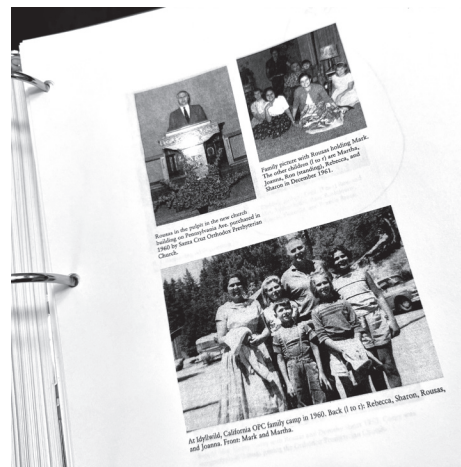 Rousas in the pulpit in the new church
building on Pennsylvania Ave. purchased in
1960 by Santa Cruz Orthodox Presbyterian
Church.
Family picture with Rousas holding Mark.
The other children (l to r) are Martha,
Joanna, Ron (standing), Rebecca, and
Sharon in December 1961.
At Idyllwild, California OPC family camp in 1960. Back (l to r): Rebecca, Sharon, Rousas,
and Joanna. Front: Mark and Martha.